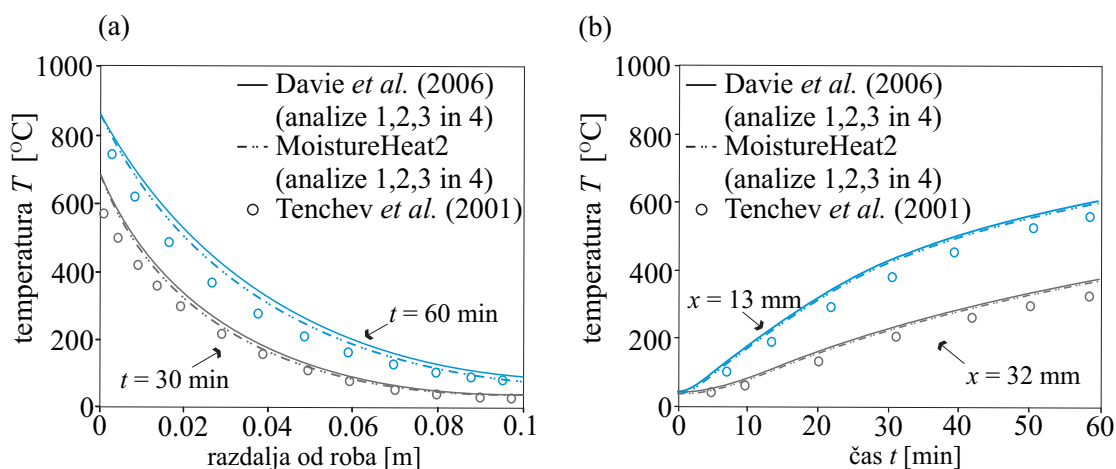 (a)
1000
800
600
400
200
0
temperatura T [°C]
Davie et al. (2006)
(analize 1,2,3 in 4)
MoistureHeat2
(analize 1,2,3 in 4)
Tenchev et al. (2001)
t = 60 min
t = 30 min
0 0.02 0.04 0.06 0.08 0.1
razdalja od roba [m]
(b)
1000
800
600
400
200
0
temperatura T [°C]
Davie et al. (2006)
(analize 1,2,3 in 4)
MoistureHeat2
(analize 1,2,3 in 4)
Tenchev et al. (2001)
x = 13 mm
x = 32 mm
0 10 20 30 40 50 60
čas t [min]